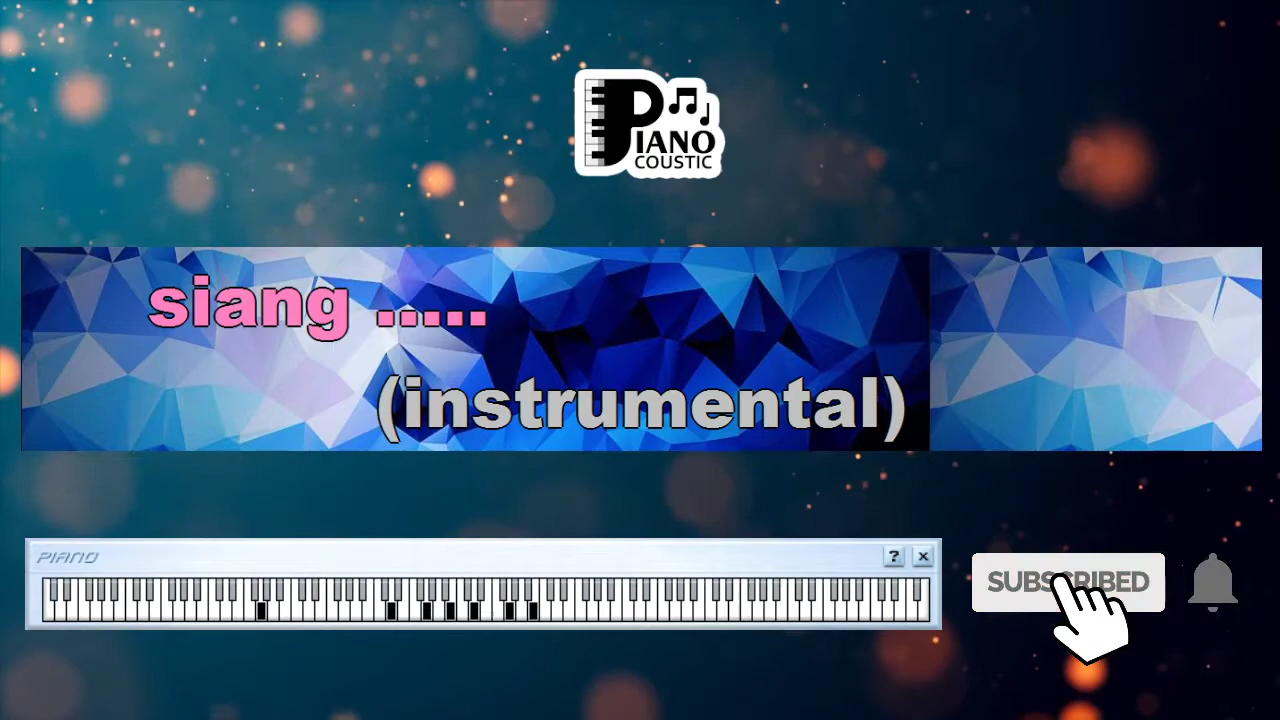 PIANO
COUSTIC
siang .....
(instrumental)
PIANO
?
×
SUBSCRIBED